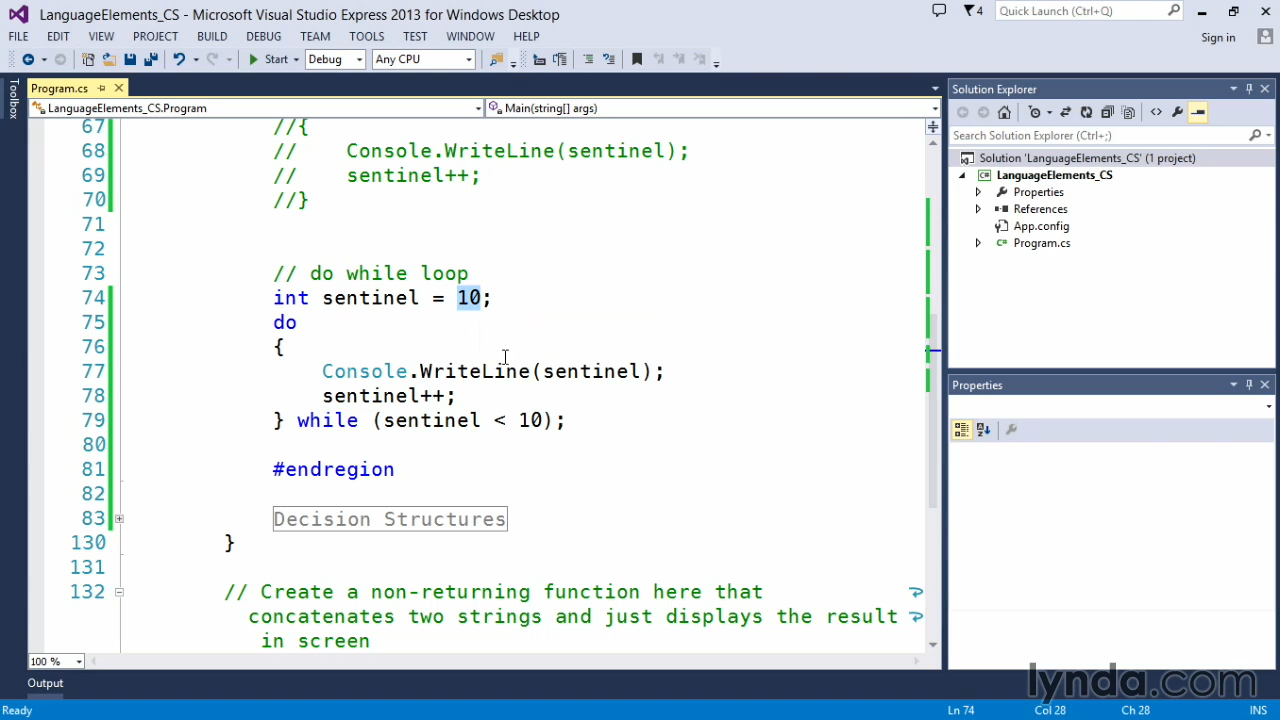 LanguageElements_CS - Microsoft Visual Studio Express 2013 for Windows Desktop
4
Quick Launch (Ctrl+Q)
FILE EDIT VIEW PROJECT BUILD DEBUG TEAM TOOLS TEST WINDOW HELP
Sign in
Start Debug Any CPU
Toolbox
Program.cs
LanguageElements_CS.Program
Main(string[] args)
67 //{
68 //   Console.WriteLine(sentinel);
69 //   sentinel++;
70 //}
71
72
73 // do while loop
74 int sentinel = 10;
75 do
76 {
77 Console.WriteLine(sentinel);
78 sentinel++;
79 } while (sentinel < 10);
80
81 #endregion
82
83 Decision Structures
130 }
131
132 // Create a non-returning function here that
concatenates two strings and just displays the result
in screen
100 %
Solution Explorer
Search Solution Explorer (Ctrl+;)
Solution 'LanguageElements_CS' (1 project)
LanguageElements_CS
Properties
References
App.config
Program.cs
Properties
Output
lynda.com
Ready
Ln 74
Col 28
Ch 28
INS